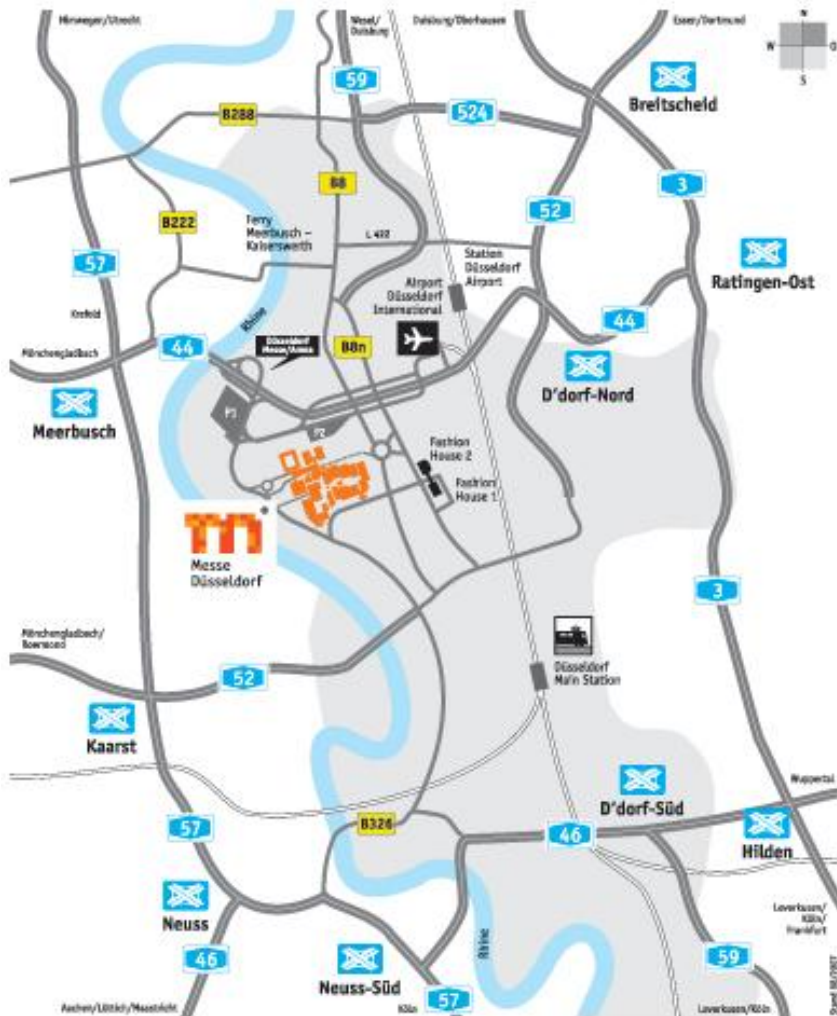 Nimwegen/Utrecht
Wesel/
Duisburg
Duisburg/Oberhausen
Essen/Dortmund
N
W
O
S
59
Breitscheid
B288
524
3
B8
52
B222
Ferry
Meerbusch –
Kaiserswerth
L 422
57
Station
Düsseldorf
Airport
Ratingen-Ost
Airport
Düsseldorf
International
Krefeld
Rhine
44
Mönchengladbach
44
Düsseldorf
Messe/Arena
B8n
D'dorf-Nord
Meerbusch
P1
P2
Fashion
House 2
Fashion
House 1
Messe
Düsseldorf
3
Mönchengladbach/
Roermond
52
Düsseldorf
Main Station
Kaarst
D'dorf-Süd
Wuppertal
57
B326
46
Hilden
Neuss
Leverkusen/
Köln/
Frankfurt
46
Rhine
59
Neuss-Süd
Aachen/Lüttich/Maastricht
Köln
57
Leverkusen/Köln